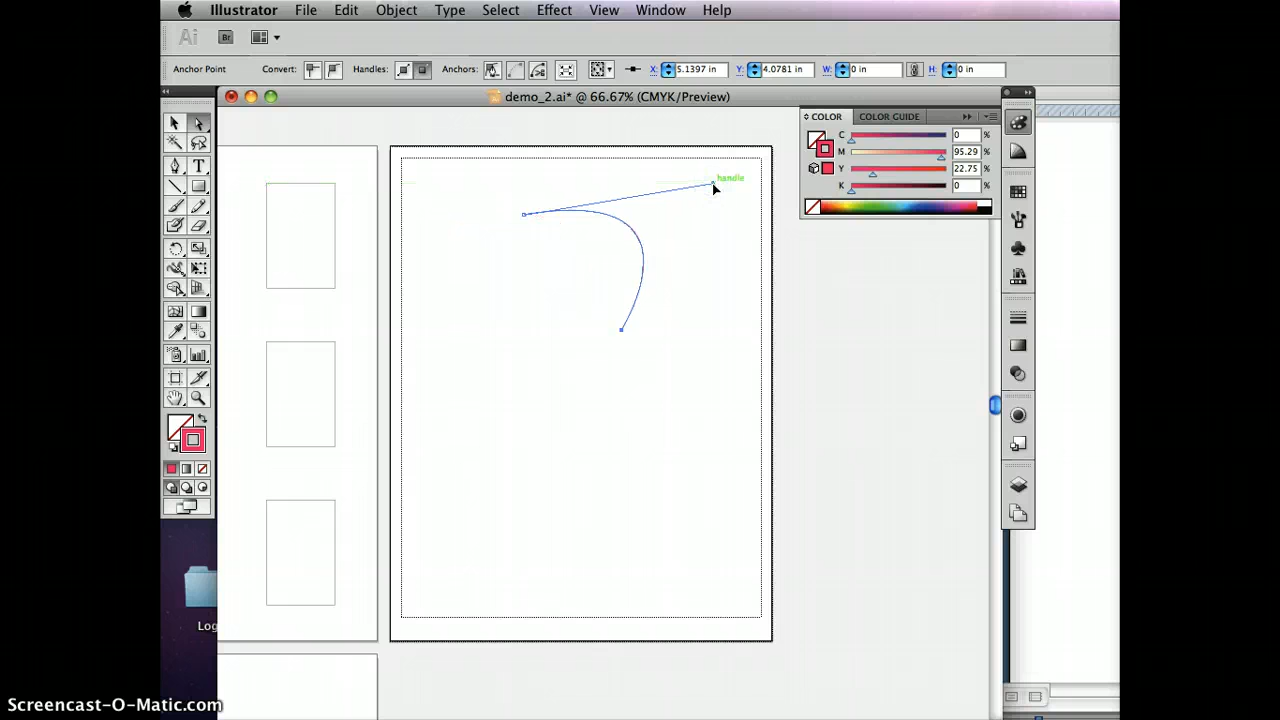 Illustrator File Edit Object Type Select Effect View Window Help
Ai Br
Anchor Point Convert: Handles: Anchors: X: 5.1397 in Y: 4.0781 in W: 0 in H: 0 in
demo_2.ai* @ 66.67% (CMYK/Preview)
COLOR COLOR GUIDE
C 0 %
M 95.29 %
Y 22.75 %
K 0 %
handle
T
Log
Screencast-O-Matic.com